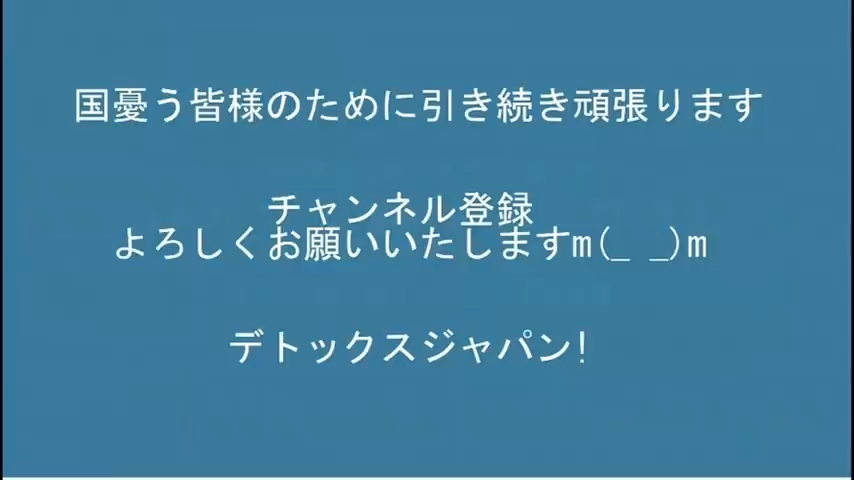 国憂う皆様のために引き続き頑張ります
チャンネル登録
よろしくお願いいたしますm(_ _)m
デトックスジャパン!